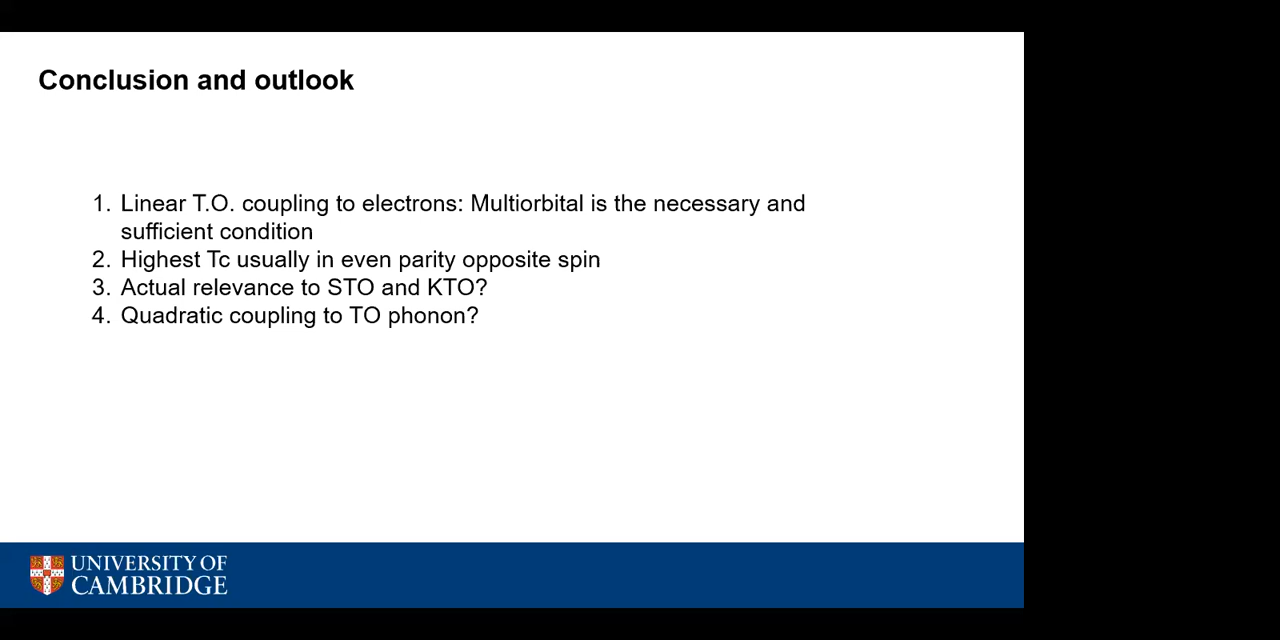 Conclusion and outlook
1. Linear T.O. coupling to electrons: Multiorbital is the necessary and
sufficient condition
2. Highest Tc usually in even parity opposite spin
3. Actual relevance to STO and KTO?
4. Quadratic coupling to TO phonon?
UNIVERSITY OF
CAMBRIDGE